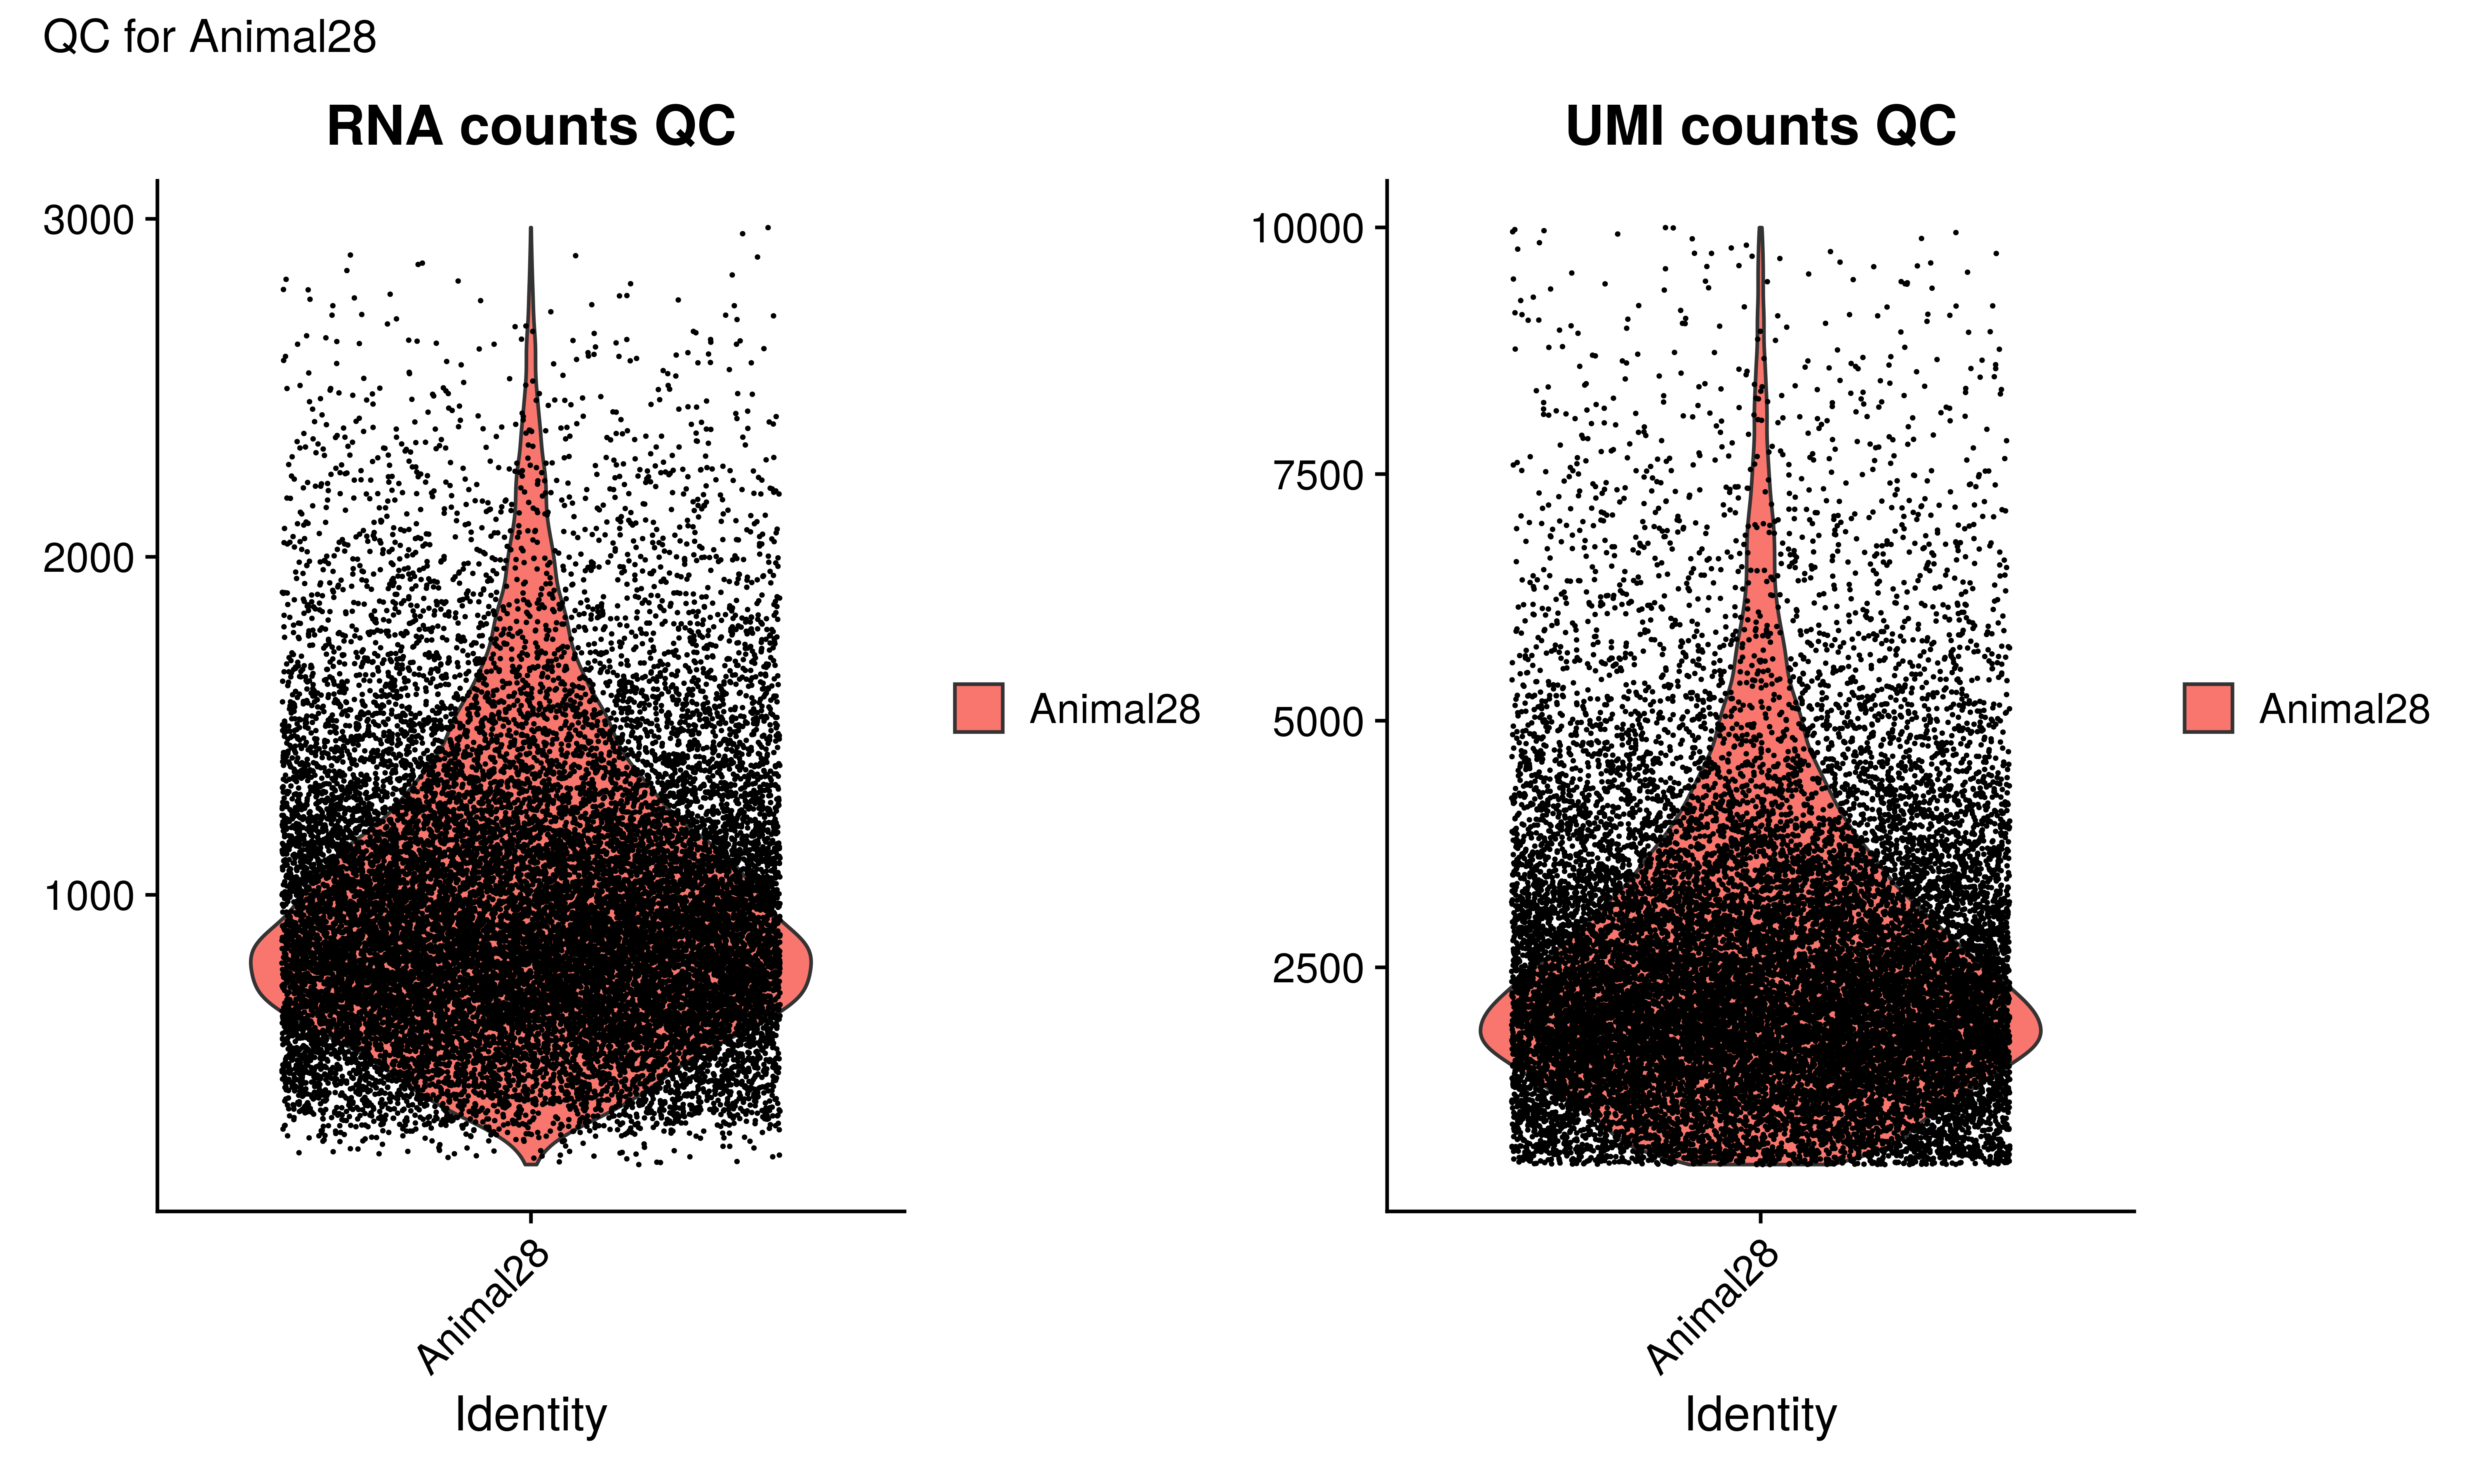 QC for Animal28
RNA counts QC
3000
2000
1000
Animal28
Identity
Animal28
UMI counts QC
10000
7500
5000
2500
Animal28
Identity
Animal28